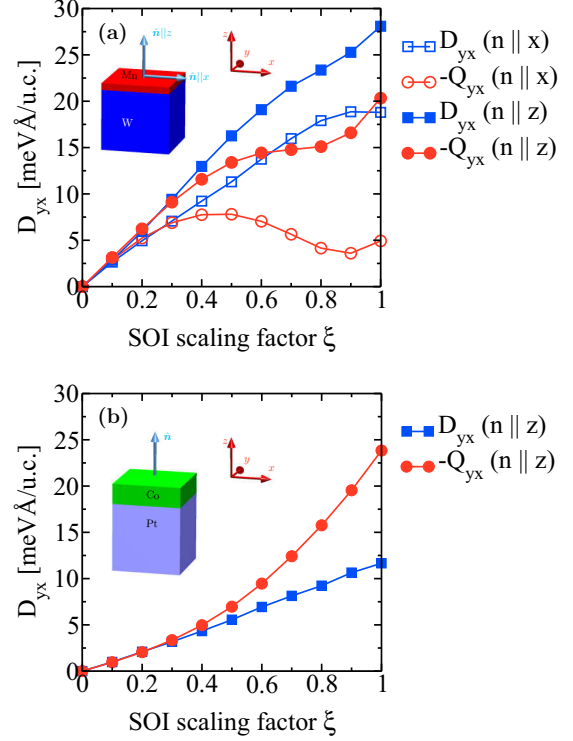 (a)
30
25
20
15
10
5
0
D_yx [meVÅ/u.c.]
n̂||z
n̂||x
Mn
W
z
y
x
0 0.2 0.4 0.6 0.8 1
SOI scaling factor ξ
D_yx (n || x)
-Q_yx (n || x)
D_yx (n || z)
-Q_yx (n || z)
(b)
30
25
20
15
10
5
0
D_yx [meVÅ/u.c.]
n̂
Co
Pt
z
y
x
0 0.2 0.4 0.6 0.8 1
SOI scaling factor ξ
D_yx (n || z)
-Q_yx (n || z)